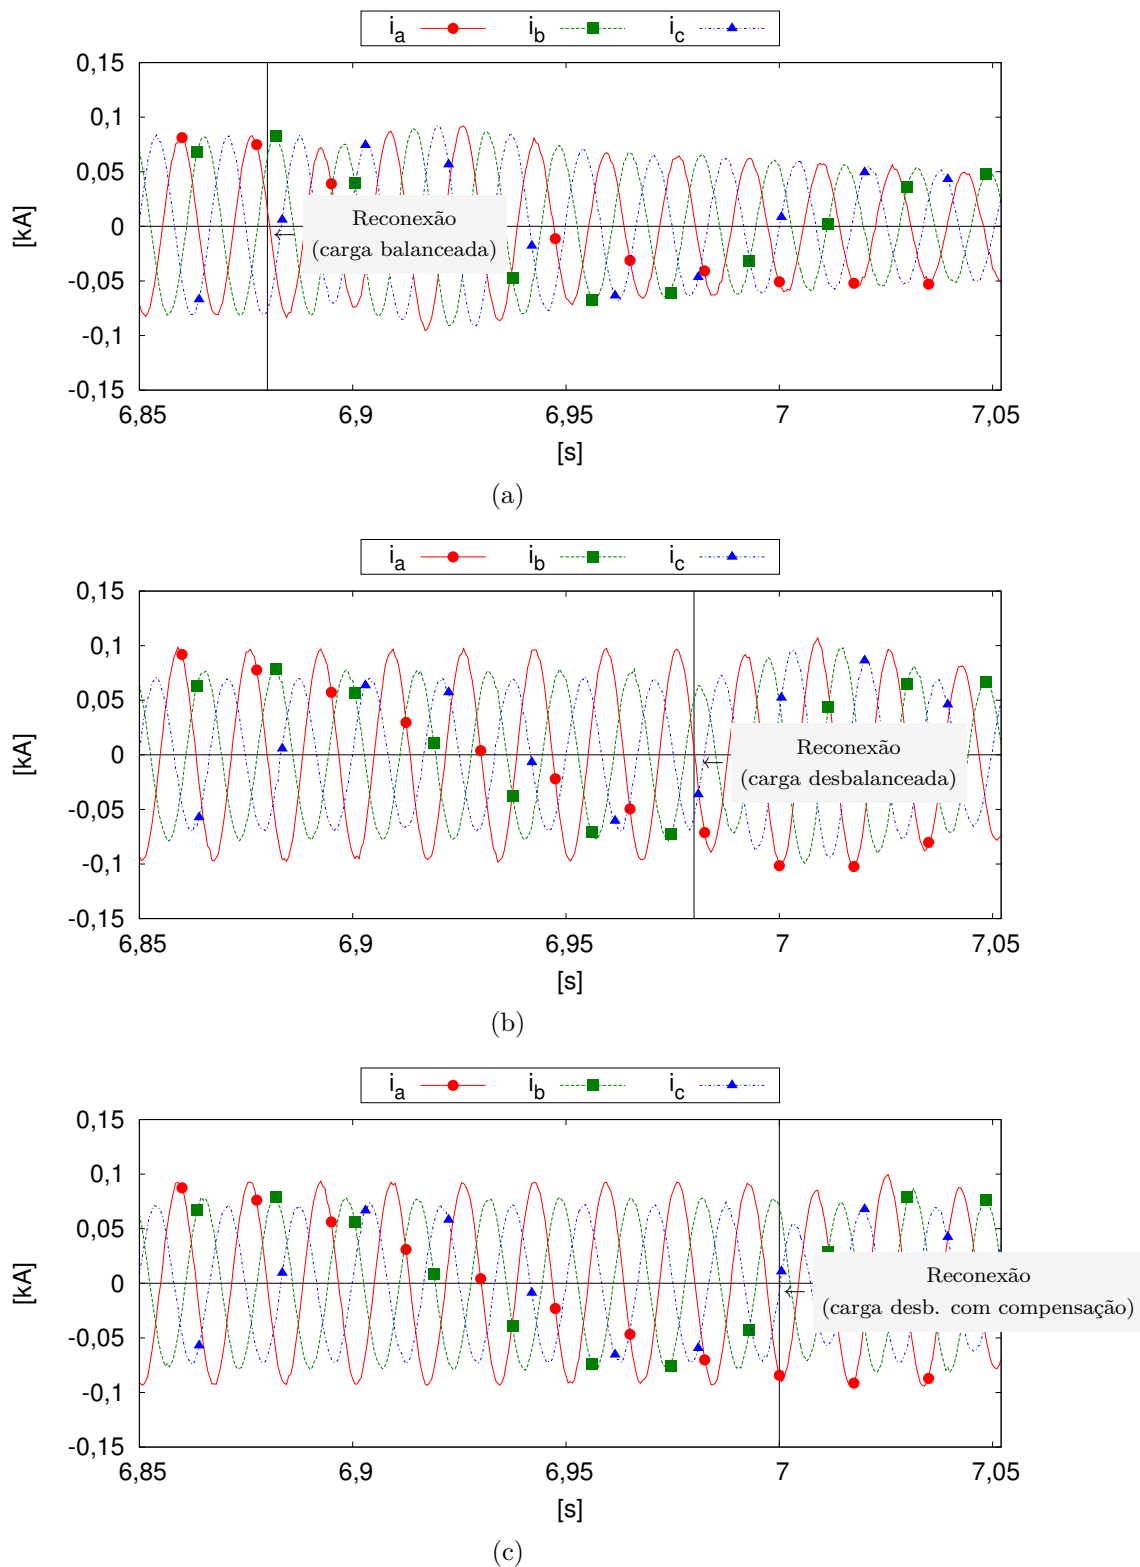 i_a i_b i_c
0,15
0,1
0,05
0
-0,05
-0,1
-0,15
[kA]
Reconexão
(carga balanceada)
←
6,85 6,9 6,95 7 7,05
[s]
(a)
i_a i_b i_c
0,15
0,1
0,05
0
-0,05
-0,1
-0,15
[kA]
Reconexão
(carga desbalanceada)
←
6,85 6,9 6,95 7 7,05
[s]
(b)
i_a i_b i_c
0,15
0,1
0,05
0
-0,05
-0,1
-0,15
[kA]
Reconexão
(carga desb. com compensação)
←
6,85 6,9 6,95 7 7,05
[s]
(c)